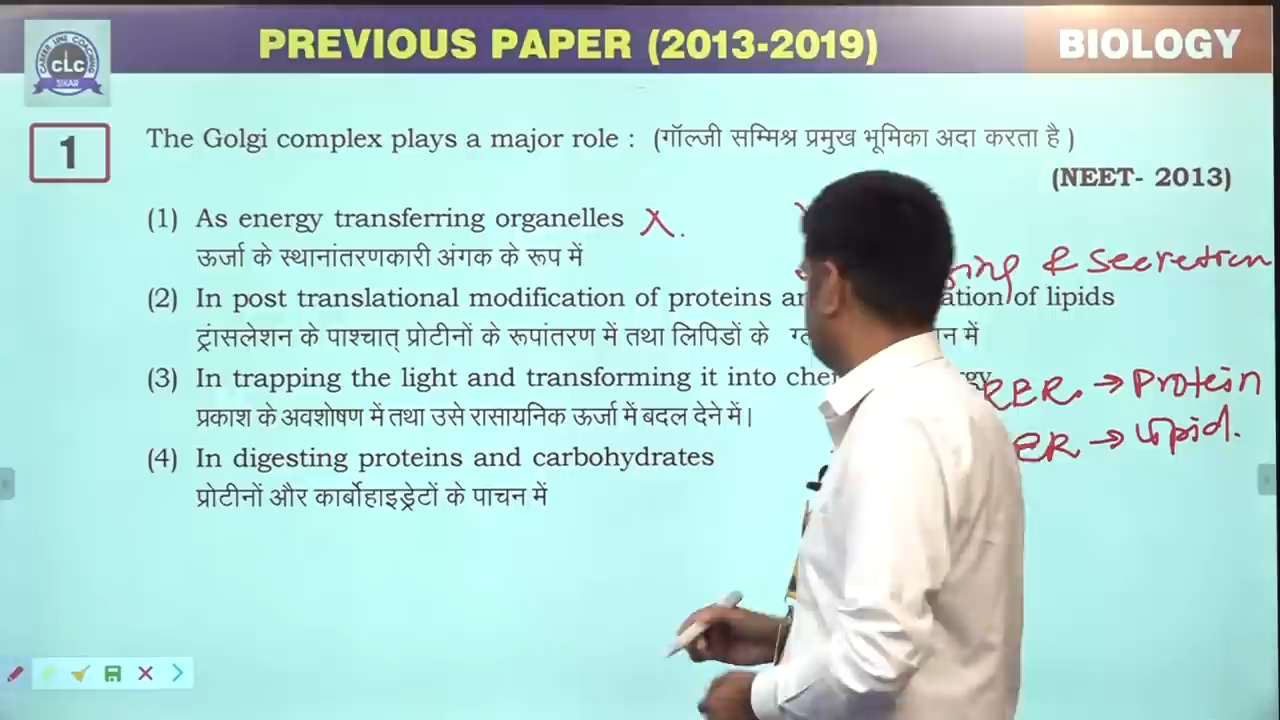 PREVIOUS PAPER (2013-2019)
BIOLOGY
CAREER LINE COACHING
CLC
SIKAR
1
The Golgi complex plays a major role : (गॉल्जी सम्मिश्र प्रमुख भूमिका अदा करता है )
(NEET- 2013)
(1) As energy transferring organelles X.
ऊर्जा के स्थानांतरणकारी अंगक के रूप में
& secretion
(2) In post translational modification of proteins of lipids
ट्रांसलेशन के पाश्चात् प्रोटीनों के रूपांतरण में तथा लिपिडों के में
(3) In trapping the light and transforming it into
RER → Protein
प्रकाश के अवशोषण में तथा उसे रासायनिक ऊर्जा में बदल देने में।
ER → Lipid.
(4) In digesting proteins and carbohydrates
प्रोटीनों और कार्बोहाइड्रेटों के पाचन में